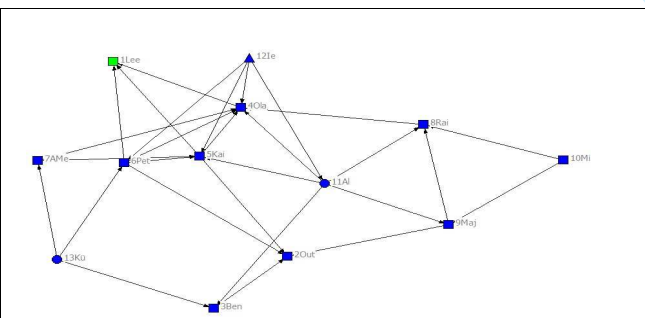 1Lee
12Ie
4Ola
8Rai
7AMe
6Pet
5Kai
10Mi
11Al
9Maj
13Kü
2Out
3Ben